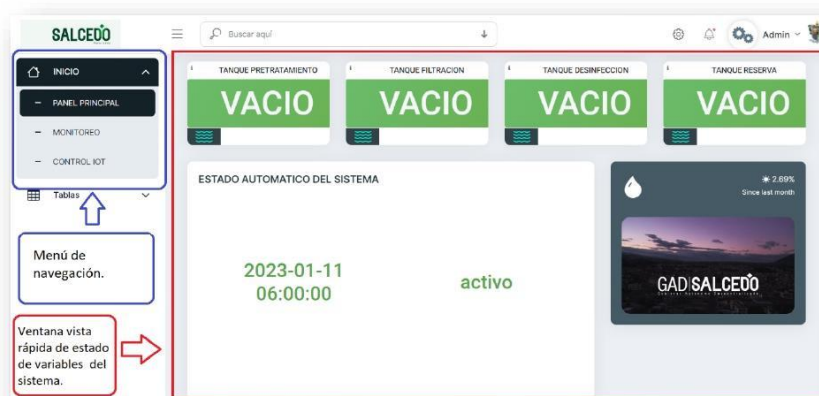 SALCEDO
Buscar aquí
Admin
INICIO
PANEL PRINCIPAL
MONITOREO
CONTROL IOT
Tablas
Menú de
navegación.
Ventana vista
rápida de estado
de variables del
sistema.
TANQUE PRETRATAMIENTO
VACIO
TANQUE FILTRACION
VACIO
TANQUE DESINFECCION
VACIO
TANQUE RESERVA
VACIO
ESTADO AUTOMATICO DEL SISTEMA
2023-01-11
06:00:00
activo
2.69%
Since last month
GADISALCEDO